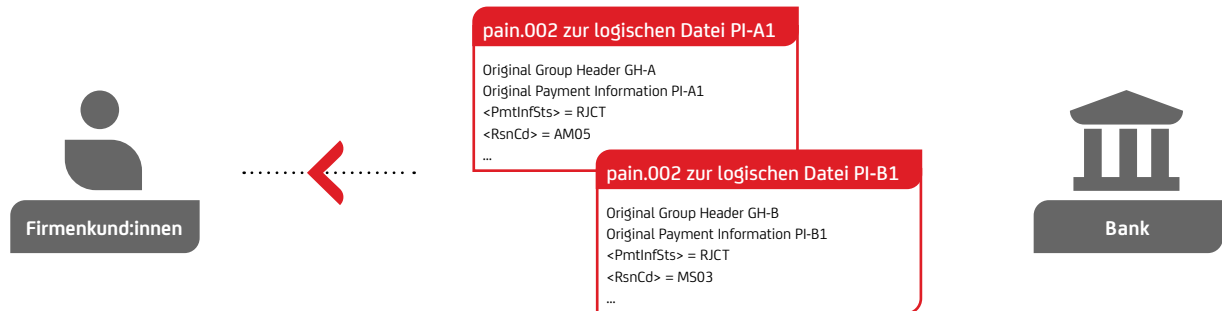 pain.002 zur logischen Datei PI-A1
Original Group Header GH-A
Original Payment Information PI-A1
<PmtInfSts> = RJCT
<RsnCd> = AM05
...
pain.002 zur logischen Datei PI-B1
Original Group Header GH-B
Original Payment Information PI-B1
<PmtInfSts> = RJCT
<RsnCd> = MS03
...
Firmenkund:innen
Bank